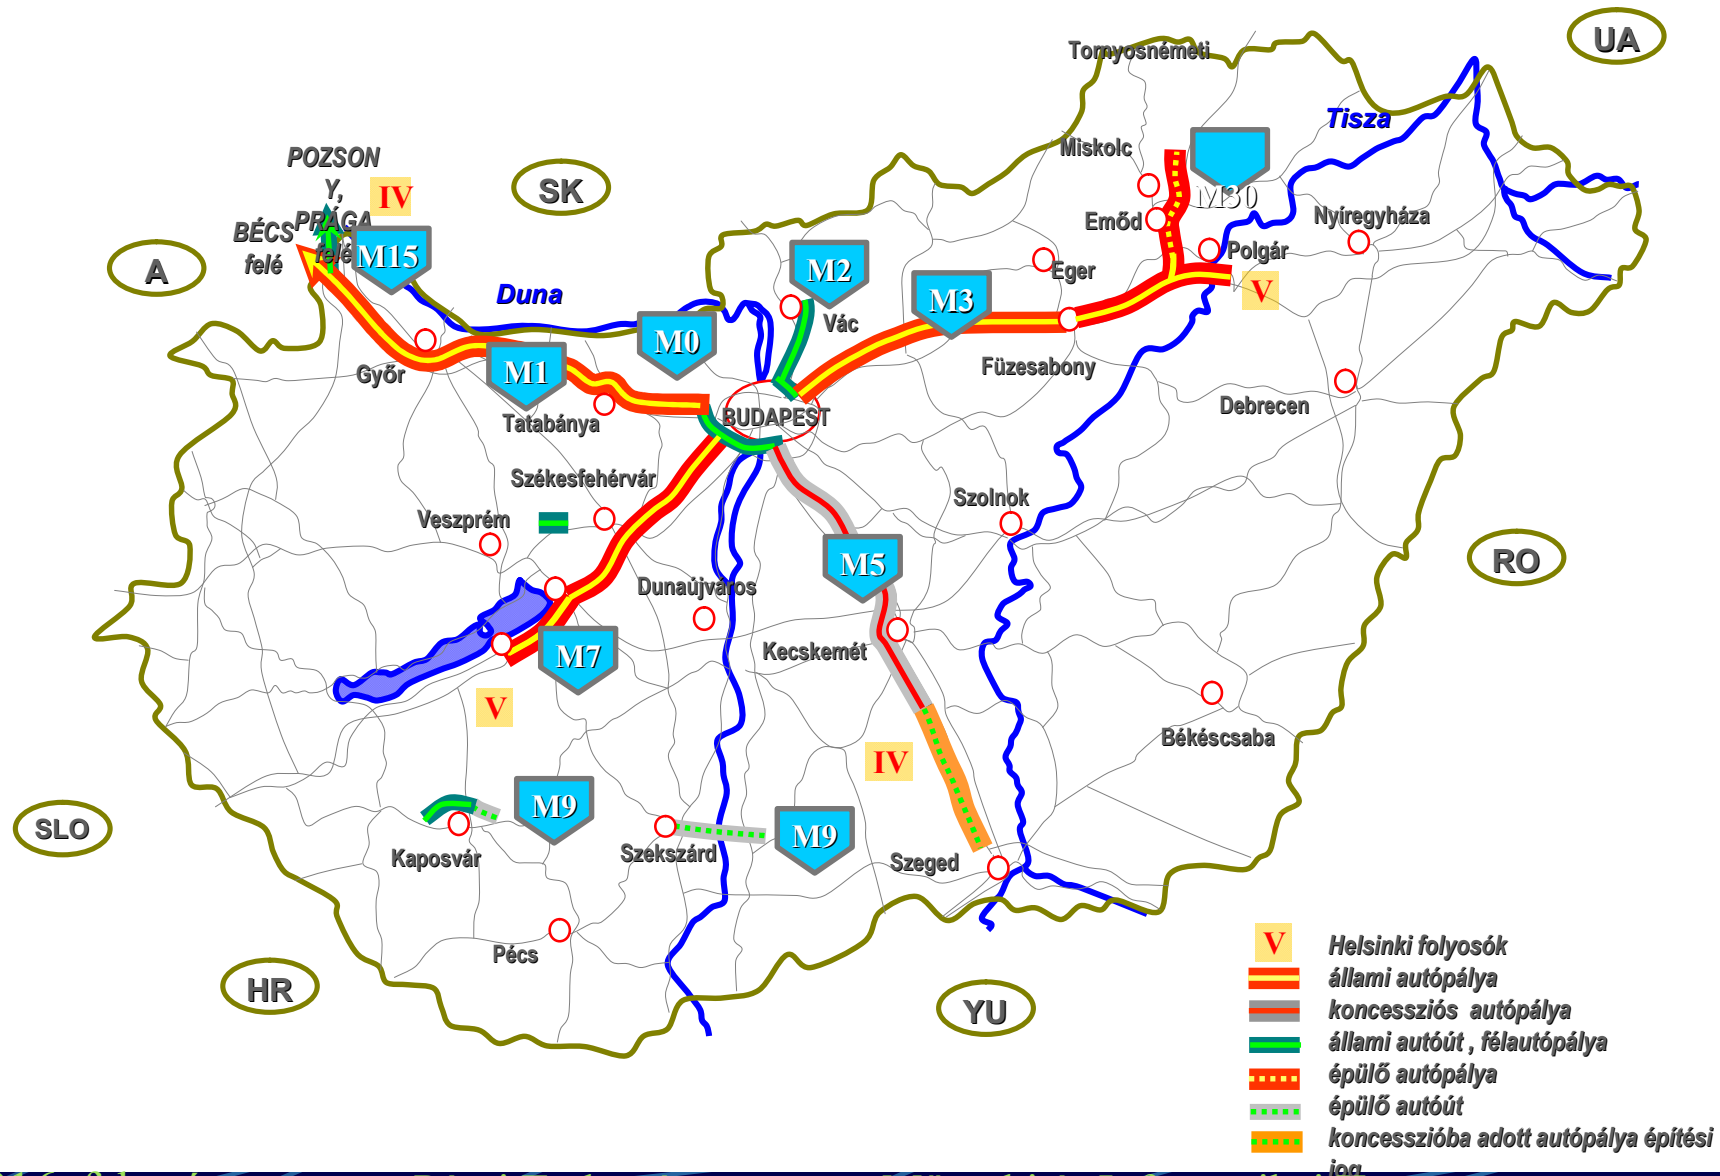 UA
Tornyosnémeti
Tisza
Miskolc
POZSON
Y,
PRÁGA
felé
IV
SK
M30
Emőd
Nyíregyháza
BÉCS
felé
M15
Polgár
A
M2
Eger
V
Duna
M3
Vác
M0
Győr
M1
Füzesabony
Tatabánya
BUDAPEST
Debrecen
Székesfehérvár
Veszprém
Szolnok
M5
RO
Dunaújváros
Kecskemét
M7
V
Békéscsaba
IV
M9
SLO
M9
Kaposvár
Szekszárd
Szeged
Pécs
HR
YU
V
Helsinki folyosók
állami autópálya
koncessziós autópálya
állami autóút , félautópálya
épülő autópálya
épülő autóút
koncesszióba adott autópálya építési
jog